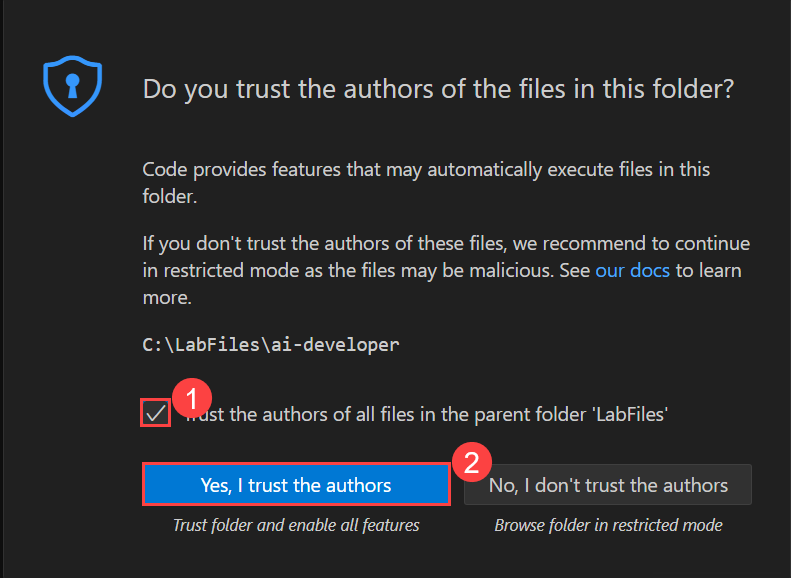 Do you trust the authors of the files in this folder?
Code provides features that may automatically execute files in this
folder.
If you don't trust the authors of these files, we recommend to continue
in restricted mode as the files may be malicious. See our docs to learn
more.
C:\LabFiles\ai-developer
1
Trust the authors of all files in the parent folder 'LabFiles'
2
Yes, I trust the authors
No, I don't trust the authors
Trust folder and enable all features
Browse folder in restricted mode